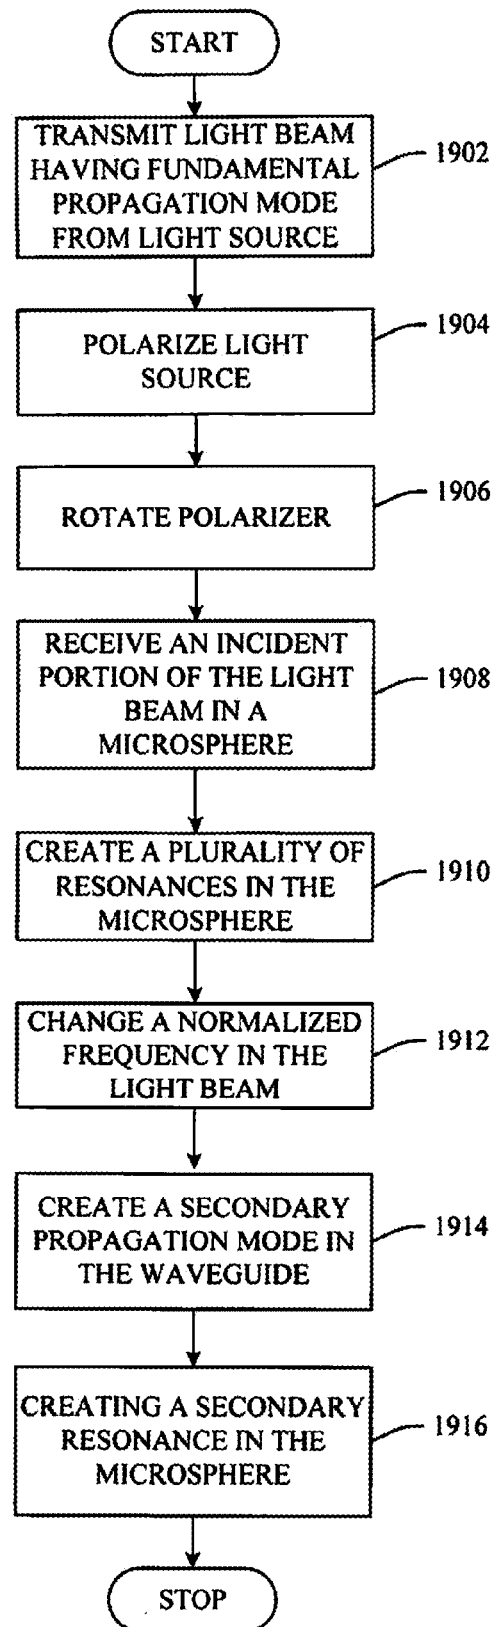 START
TRANSMIT LIGHT BEAM
HAVING FUNDAMENTAL
PROPAGATION MODE
FROM LIGHT SOURCE
1902
POLARIZE LIGHT
SOURCE
1904
ROTATE POLARIZER
1906
RECEIVE AN INCIDENT
PORTION OF THE LIGHT
BEAM IN A
MICROSPHERE
1908
CREATE A PLURALITY OF
RESONANCES IN THE
MICROSPHERE
1910
CHANGE A NORMALIZED
FREQUENCY IN THE
LIGHT BEAM
1912
CREATE A SECONDARY
PROPAGATION MODE IN
THE WAVEGUIDE
1914
CREATING A SECONDARY
RESONANCE IN THE
MICROSPHERE
1916
STOP